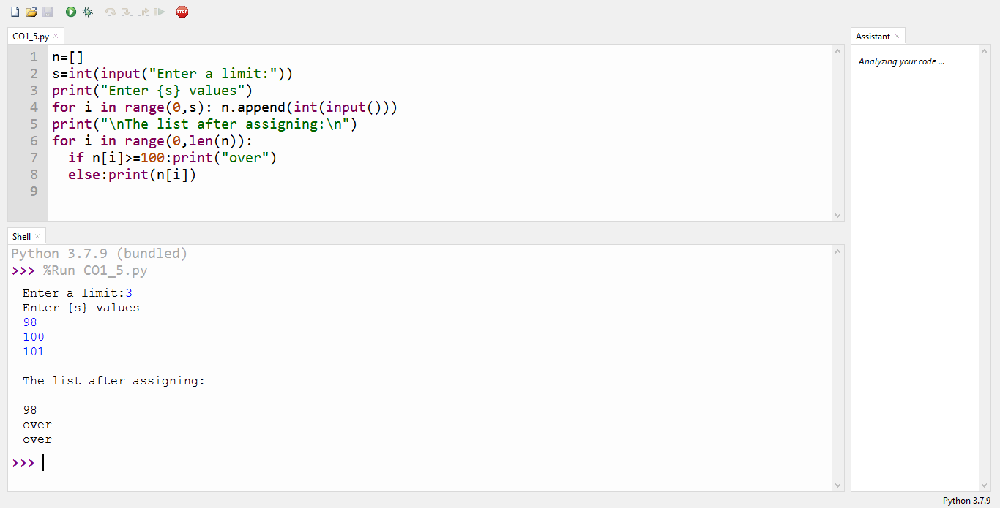 STOP
CO1_5.py ×
1 n=[]
2 s=int(input("Enter a limit:"))
3 print("Enter {s} values")
4 for i in range(0,s): n.append(int(input()))
5 print("\nThe list after assigning:\n")
6 for i in range(0,len(n)):
7   if n[i]>=100:print("over")
8   else:print(n[i])
9
Shell ×
Python 3.7.9 (bundled)
>>> %Run CO1_5.py
Enter a limit:3
Enter {s} values
98
100
101
The list after assigning:
98
over
over
>>>
Assistant ×
Analyzing your code ...
Python 3.7.9